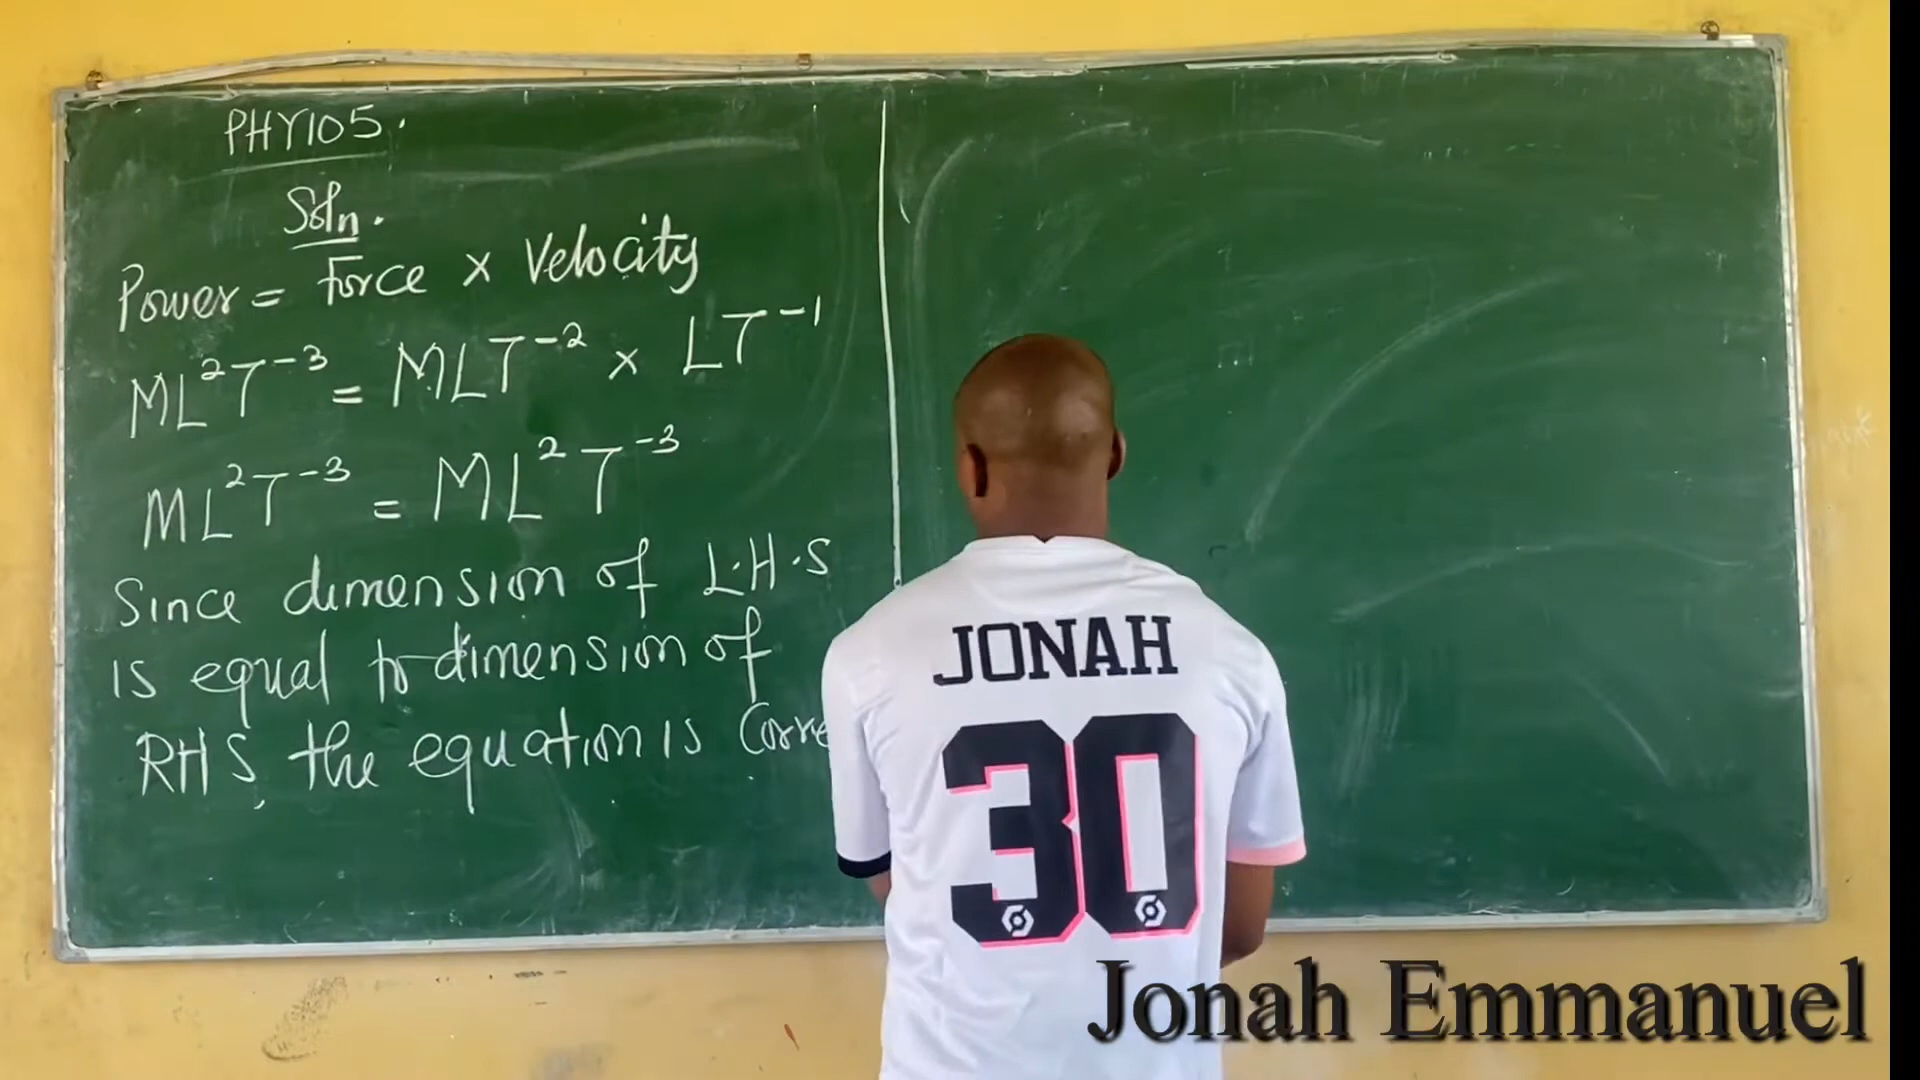 PHY105.
Soln.
Power = Force × Velocity
ML²T⁻³ = MLT⁻² × LT⁻¹
ML²T⁻³ = ML²T⁻³
Since dimension of L.H.S
is equal to dimension of
RHS, the equation is Corre
JONAH
30
Jonah Emmanuel